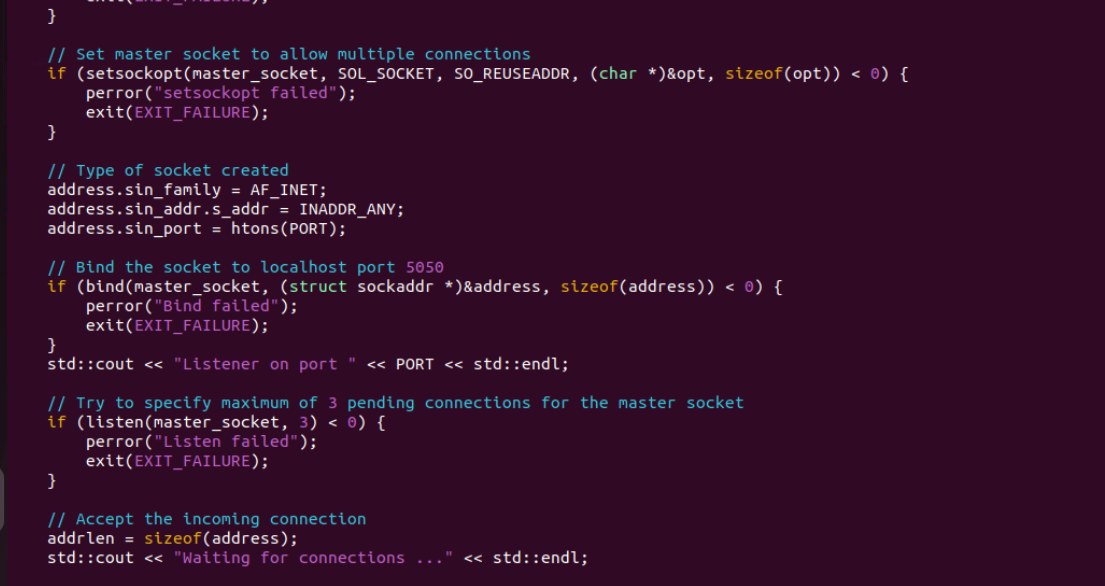 }
// Set master socket to allow multiple connections
if (setsockopt(master_socket, SOL_SOCKET, SO_REUSEADDR, (char *)&opt, sizeof(opt)) < 0) {
    perror("setsockopt failed");
    exit(EXIT_FAILURE);
}
// Type of socket created
address.sin_family = AF_INET;
address.sin_addr.s_addr = INADDR_ANY;
address.sin_port = htons(PORT);
// Bind the socket to localhost port 5050
if (bind(master_socket, (struct sockaddr *)&address, sizeof(address)) < 0) {
    perror("Bind failed");
    exit(EXIT_FAILURE);
}
std::cout << "Listener on port " << PORT << std::endl;
// Try to specify maximum of 3 pending connections for the master socket
if (listen(master_socket, 3) < 0) {
    perror("Listen failed");
    exit(EXIT_FAILURE);
}
// Accept the incoming connection
addrlen = sizeof(address);
std::cout << "Waiting for connections ..." << std::endl;